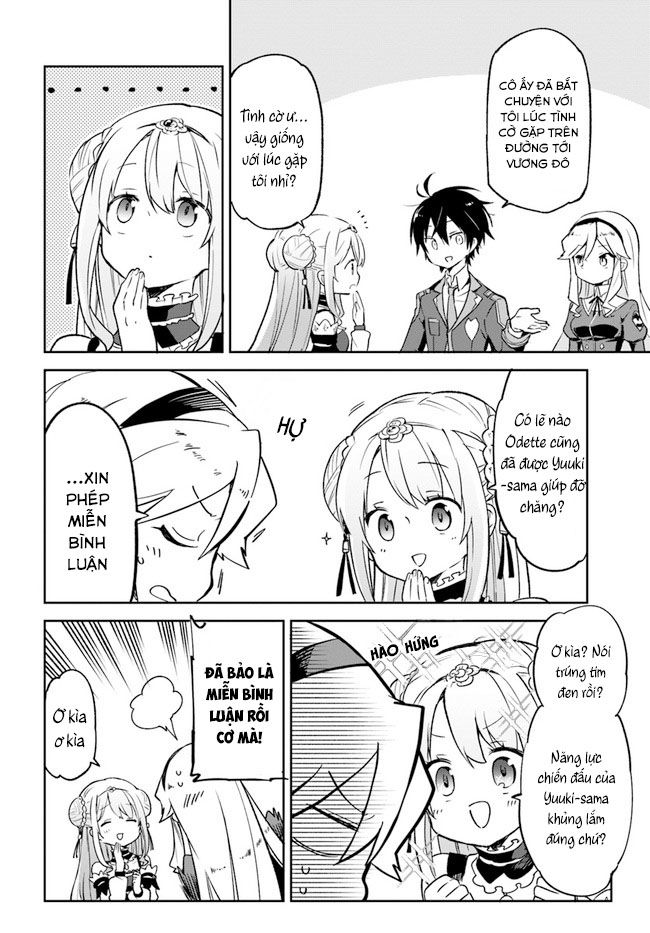 CÔ ẤY ĐÃ BẮT
CHUYỆN VỚI
TÔI LÚC TÌNH
CỜ GẶP TRÊN
ĐƯỜNG TỚI
VƯƠNG ĐÔ
Tình cờ ư...
vậy giống
với lúc gặp
tôi nhỉ?
Có lẽ nào
Odette cũng
đã được Yuuki
-sama giúp đỡ
chăng?
HỰ
...XIN
PHÉP
MIỄN
BÌNH
LUẬN
Ơ kìa? Nói
trúng tim
đen rồi?
Năng lực
chiến đấu của
Yuuki-sama
khủng lắm
đúng chứ?
HÀO HỨNG
ĐÃ BẢO LÀ
MIỄN BÌNH
LUẬN RỒI
CƠ MÀ!
Ơ kìa
ơ kìa